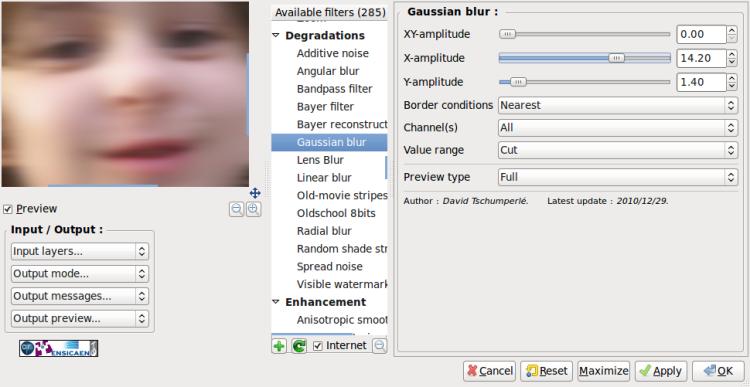 Preview
Input / Output :
Input layers...
Output mode...
Output messages...
Output preview...
ENSICAEN
Available filters (285)
Degradations
Additive noise
Angular blur
Bandpass filter
Bayer filter
Bayer reconstruct
Gaussian blur
Lens Blur
Linear blur
Old-movie stripes
Oldschool 8bits
Radial blur
Random shade str
Spread noise
Visible watermark
Enhancement
Anisotropic smoot
Internet
Gaussian blur :
XY-amplitude 0.00
X-amplitude 14.20
Y-amplitude 1.40
Border conditions Nearest
Channel(s) All
Value range Cut
Preview type Full
Author : David Tschumperlé. Latest update : 2010/12/29.
Cancel Reset Maximize Apply OK